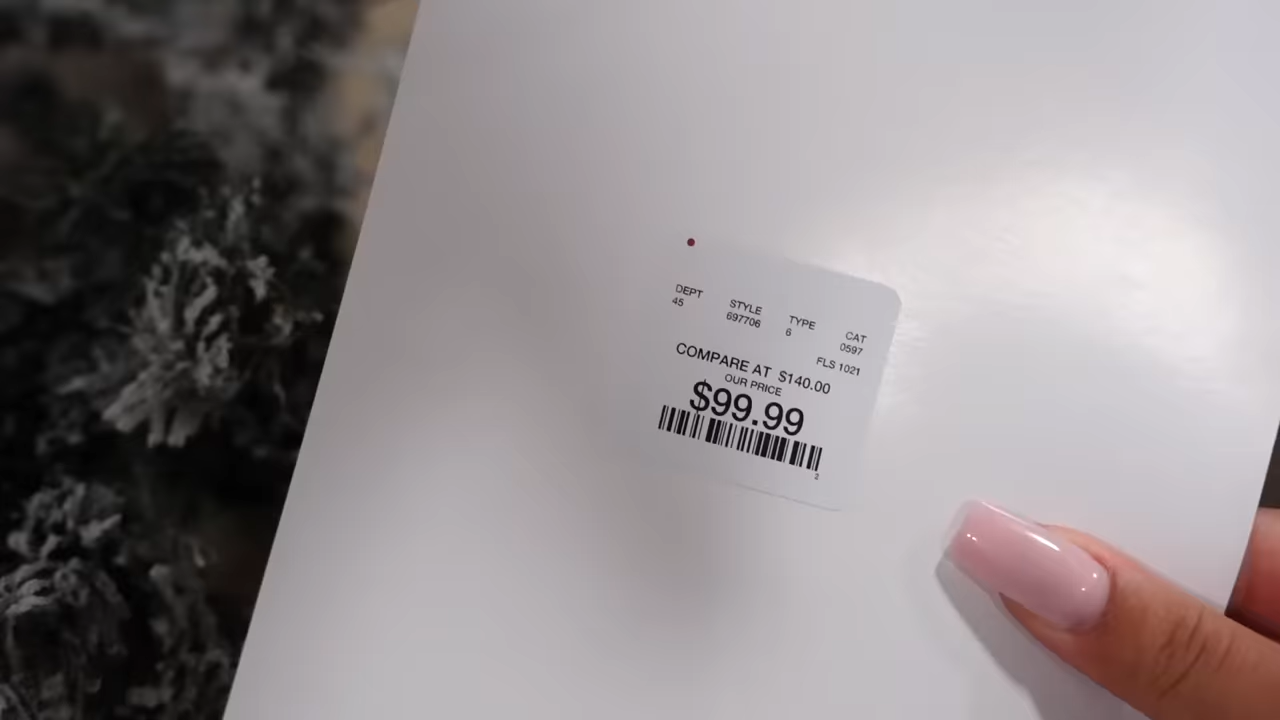 DEPT STYLE TYPE CAT
45 697706 6 0597
FLS 1021
COMPARE AT $140.00
OUR PRICE
$99.99
2